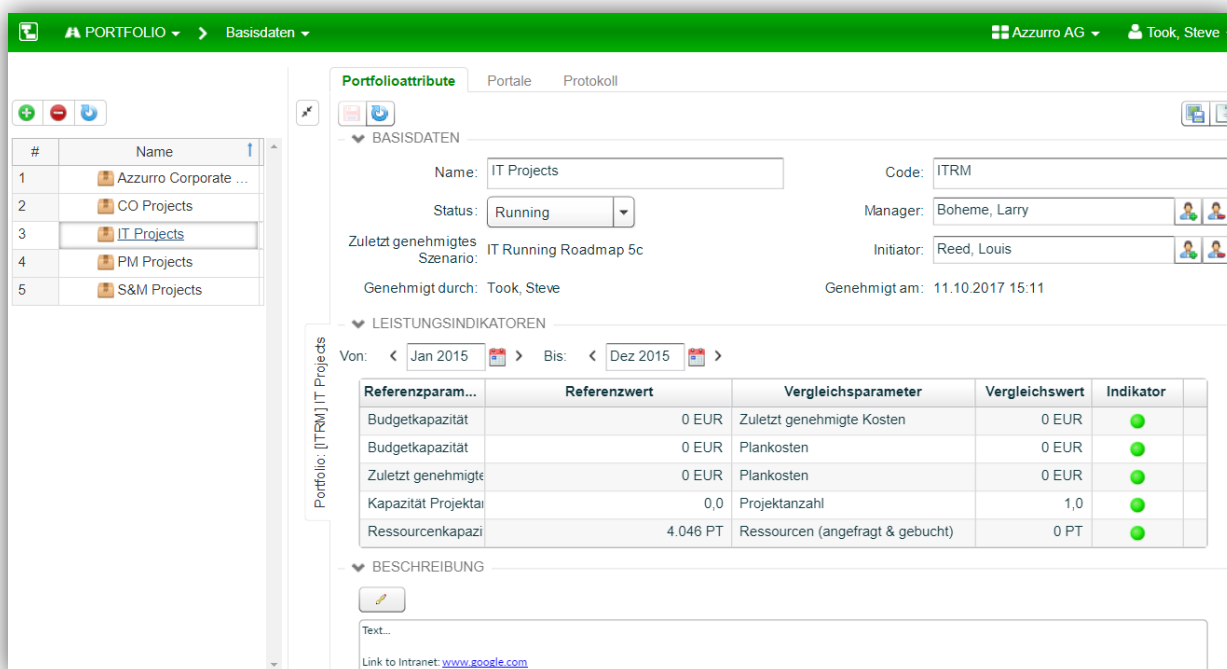 PORTFOLIO Basisdaten Azzurro AG Took, Steve
Portfolioattribute Portale Protokoll
# Name
1 Azzurro Corporate ...
2 CO Projects
3 IT Projects
4 PM Projects
5 S&M Projects
Portfolio: [ITRM] IT Projects
BASISDATEN
Name: IT Projects Code: ITRM
Status: Running Manager: Boheme, Larry
Zuletzt genehmigtes
Szenario: IT Running Roadmap 5c Initiator: Reed, Louis
Genehmigt durch: Took, Steve Genehmigt am: 11.10.2017 15:11
LEISTUNGSINDIKATOREN
Von: Jan 2015 Bis: Dez 2015
Referenzparam... Referenzwert Vergleichsparameter Vergleichswert Indikator
Budgetkapazität 0 EUR Zuletzt genehmigte Kosten 0 EUR
Budgetkapazität 0 EUR Plankosten 0 EUR
Zuletzt genehmigte 0 EUR Plankosten 0 EUR
Kapazität Projektan 0,0 Projektanzahl 1,0
Ressourcenkapazi 4.046 PT Ressourcen (angefragt & gebucht) 0 PT
BESCHREIBUNG
Text...
Link to Intranet: www.google.com